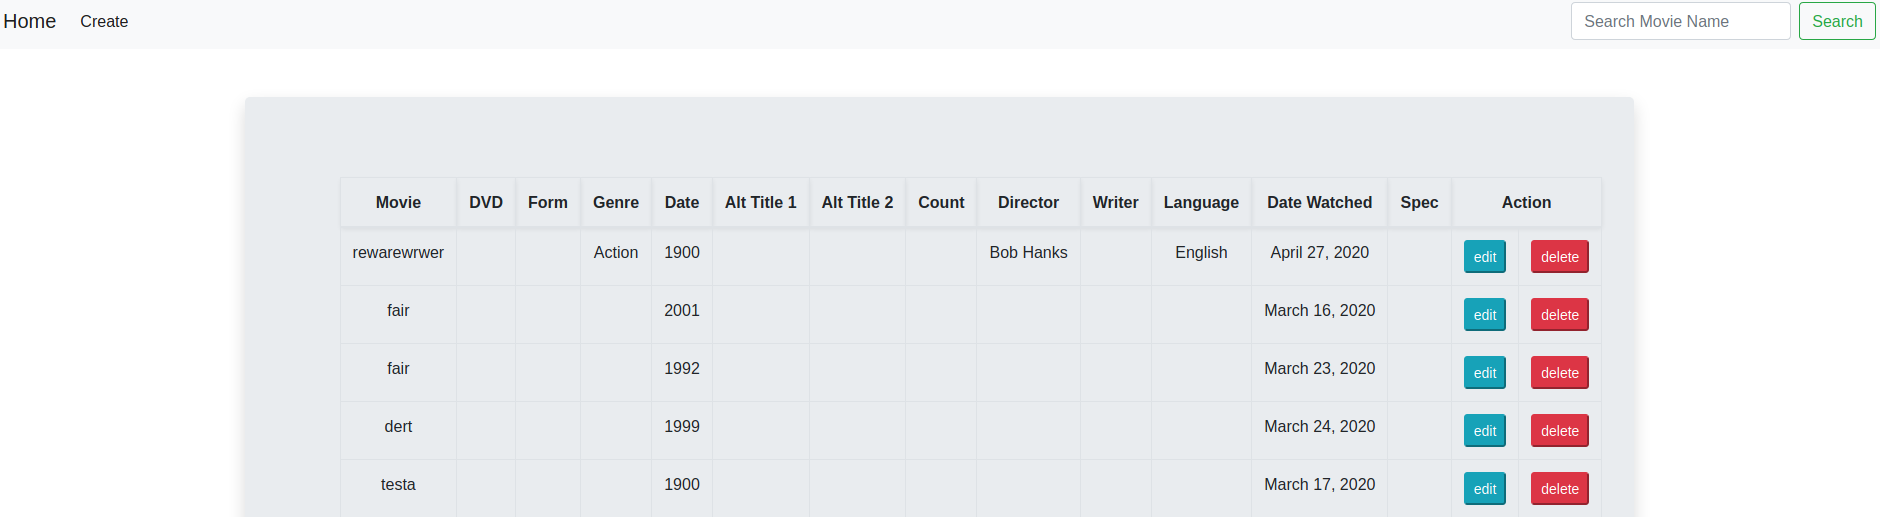 Home Create Search Movie Name Search
Movie DVD Form Genre Date Alt Title 1 Alt Title 2 Count Director Writer Language Date Watched Spec Action
rewarewrwer Action 1900 Bob Hanks English April 27, 2020 edit delete
fair 2001 March 16, 2020 edit delete
fair 1992 March 23, 2020 edit delete
dert 1999 March 24, 2020 edit delete
testa 1900 March 17, 2020 edit delete